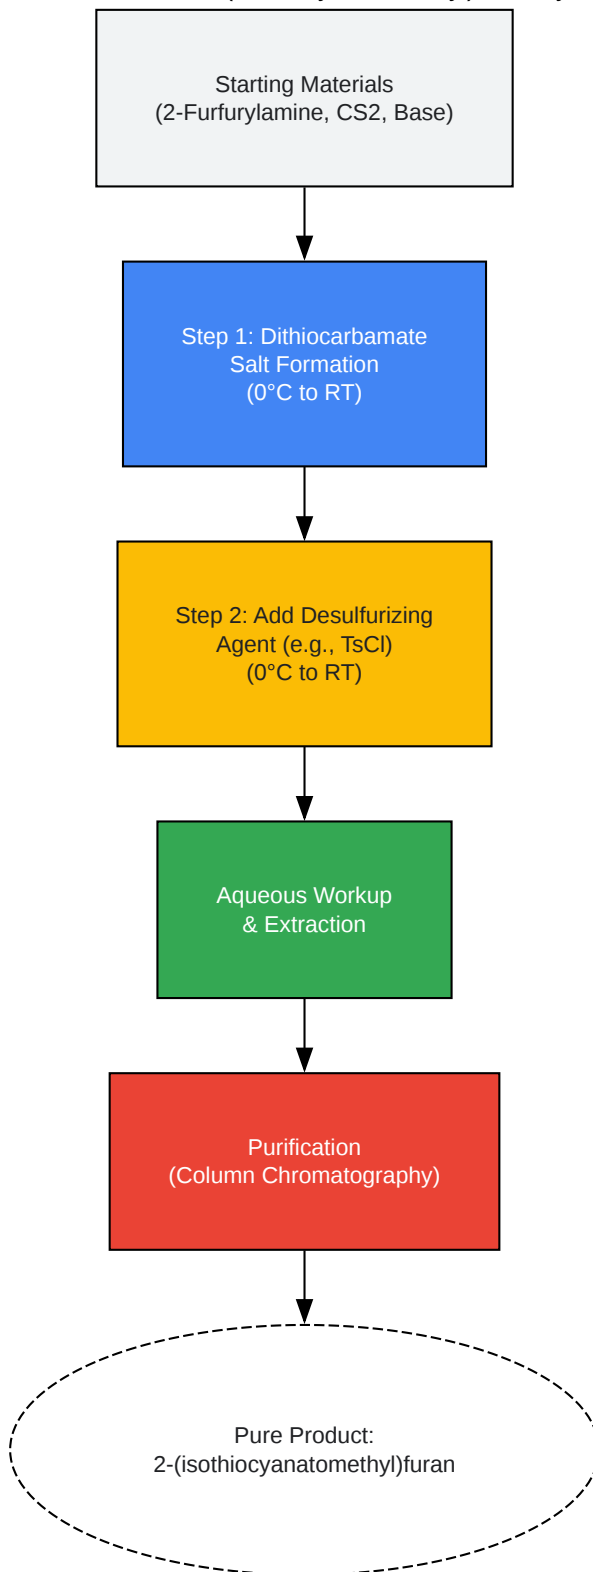 Starting Materials
(2-Furfurylamine, CS2, Base)
Step 1: Dithiocarbamate
Salt Formation
(0°C to RT)
Step 2: Add Desulfurizing
Agent (e.g., TsCl)
(0°C to RT)
Aqueous Workup
& Extraction
Purification
(Column Chromatography)
Pure Product:
2-(isothiocyanatomethyl)furan